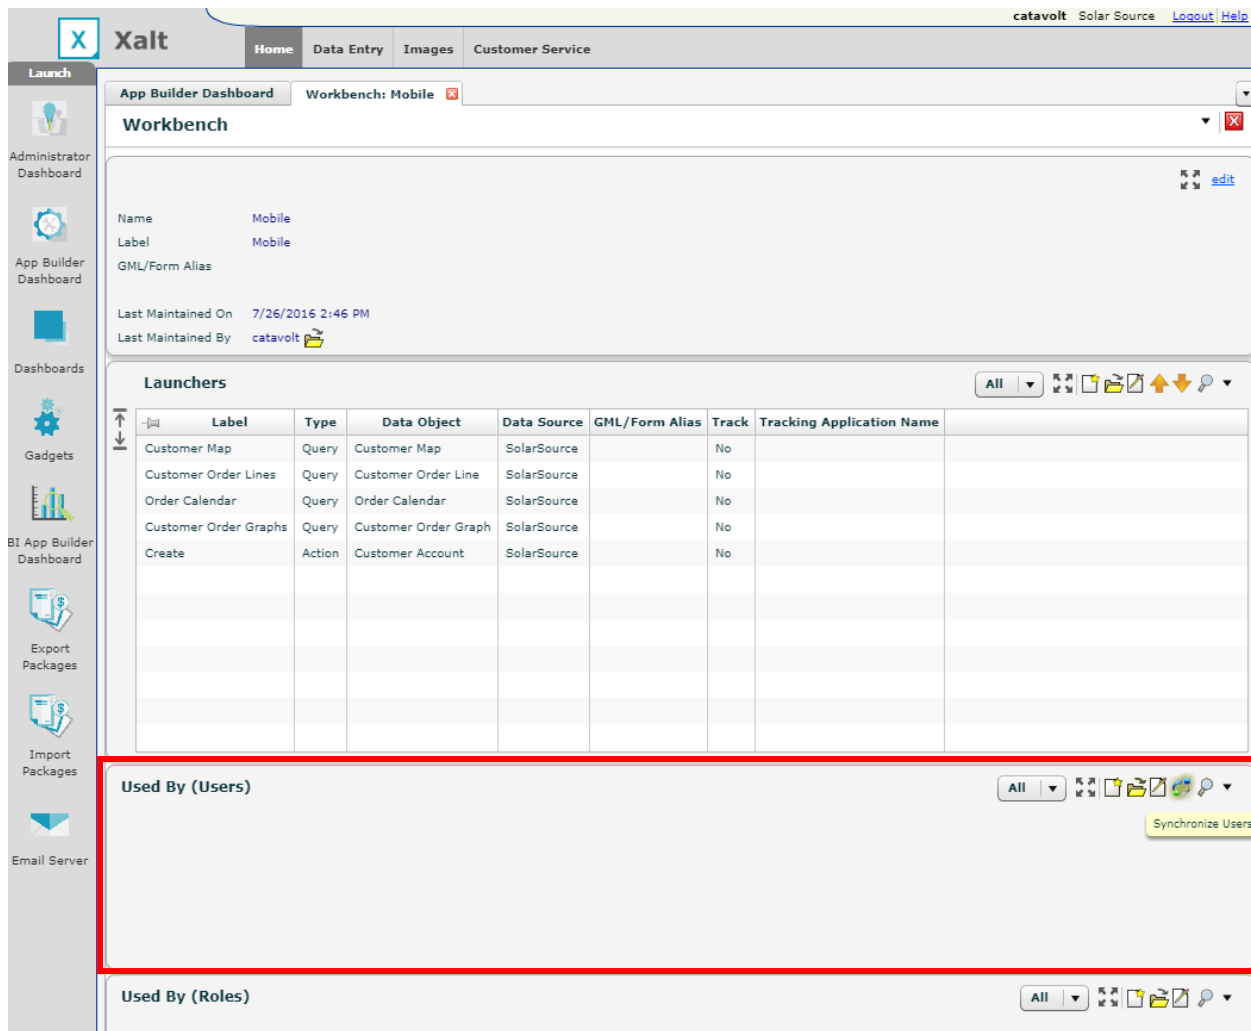 catavolt Solar Source Logout Help
X Xalt
Home Data Entry Images Customer Service
Launch
Administrator
Dashboard
App Builder
Dashboard
Dashboards
Gadgets
BI App Builder
Dashboard
Export
Packages
Import
Packages
Email Server
App Builder Dashboard Workbench: Mobile
Workbench
edit
Name Mobile
Label Mobile
GML/Form Alias
Last Maintained On 7/26/2016 2:46 PM
Last Maintained By catavolt
Launchers All
Label Type Data Object Data Source GML/Form Alias Track Tracking Application Name
Customer Map Query Customer Map SolarSource No
Customer Order Lines Query Customer Order Line SolarSource No
Order Calendar Query Order Calendar SolarSource No
Customer Order Graphs Query Customer Order Graph SolarSource No
Create Action Customer Account SolarSource No
Used By (Users) All
Synchronize Users
Used By (Roles) All